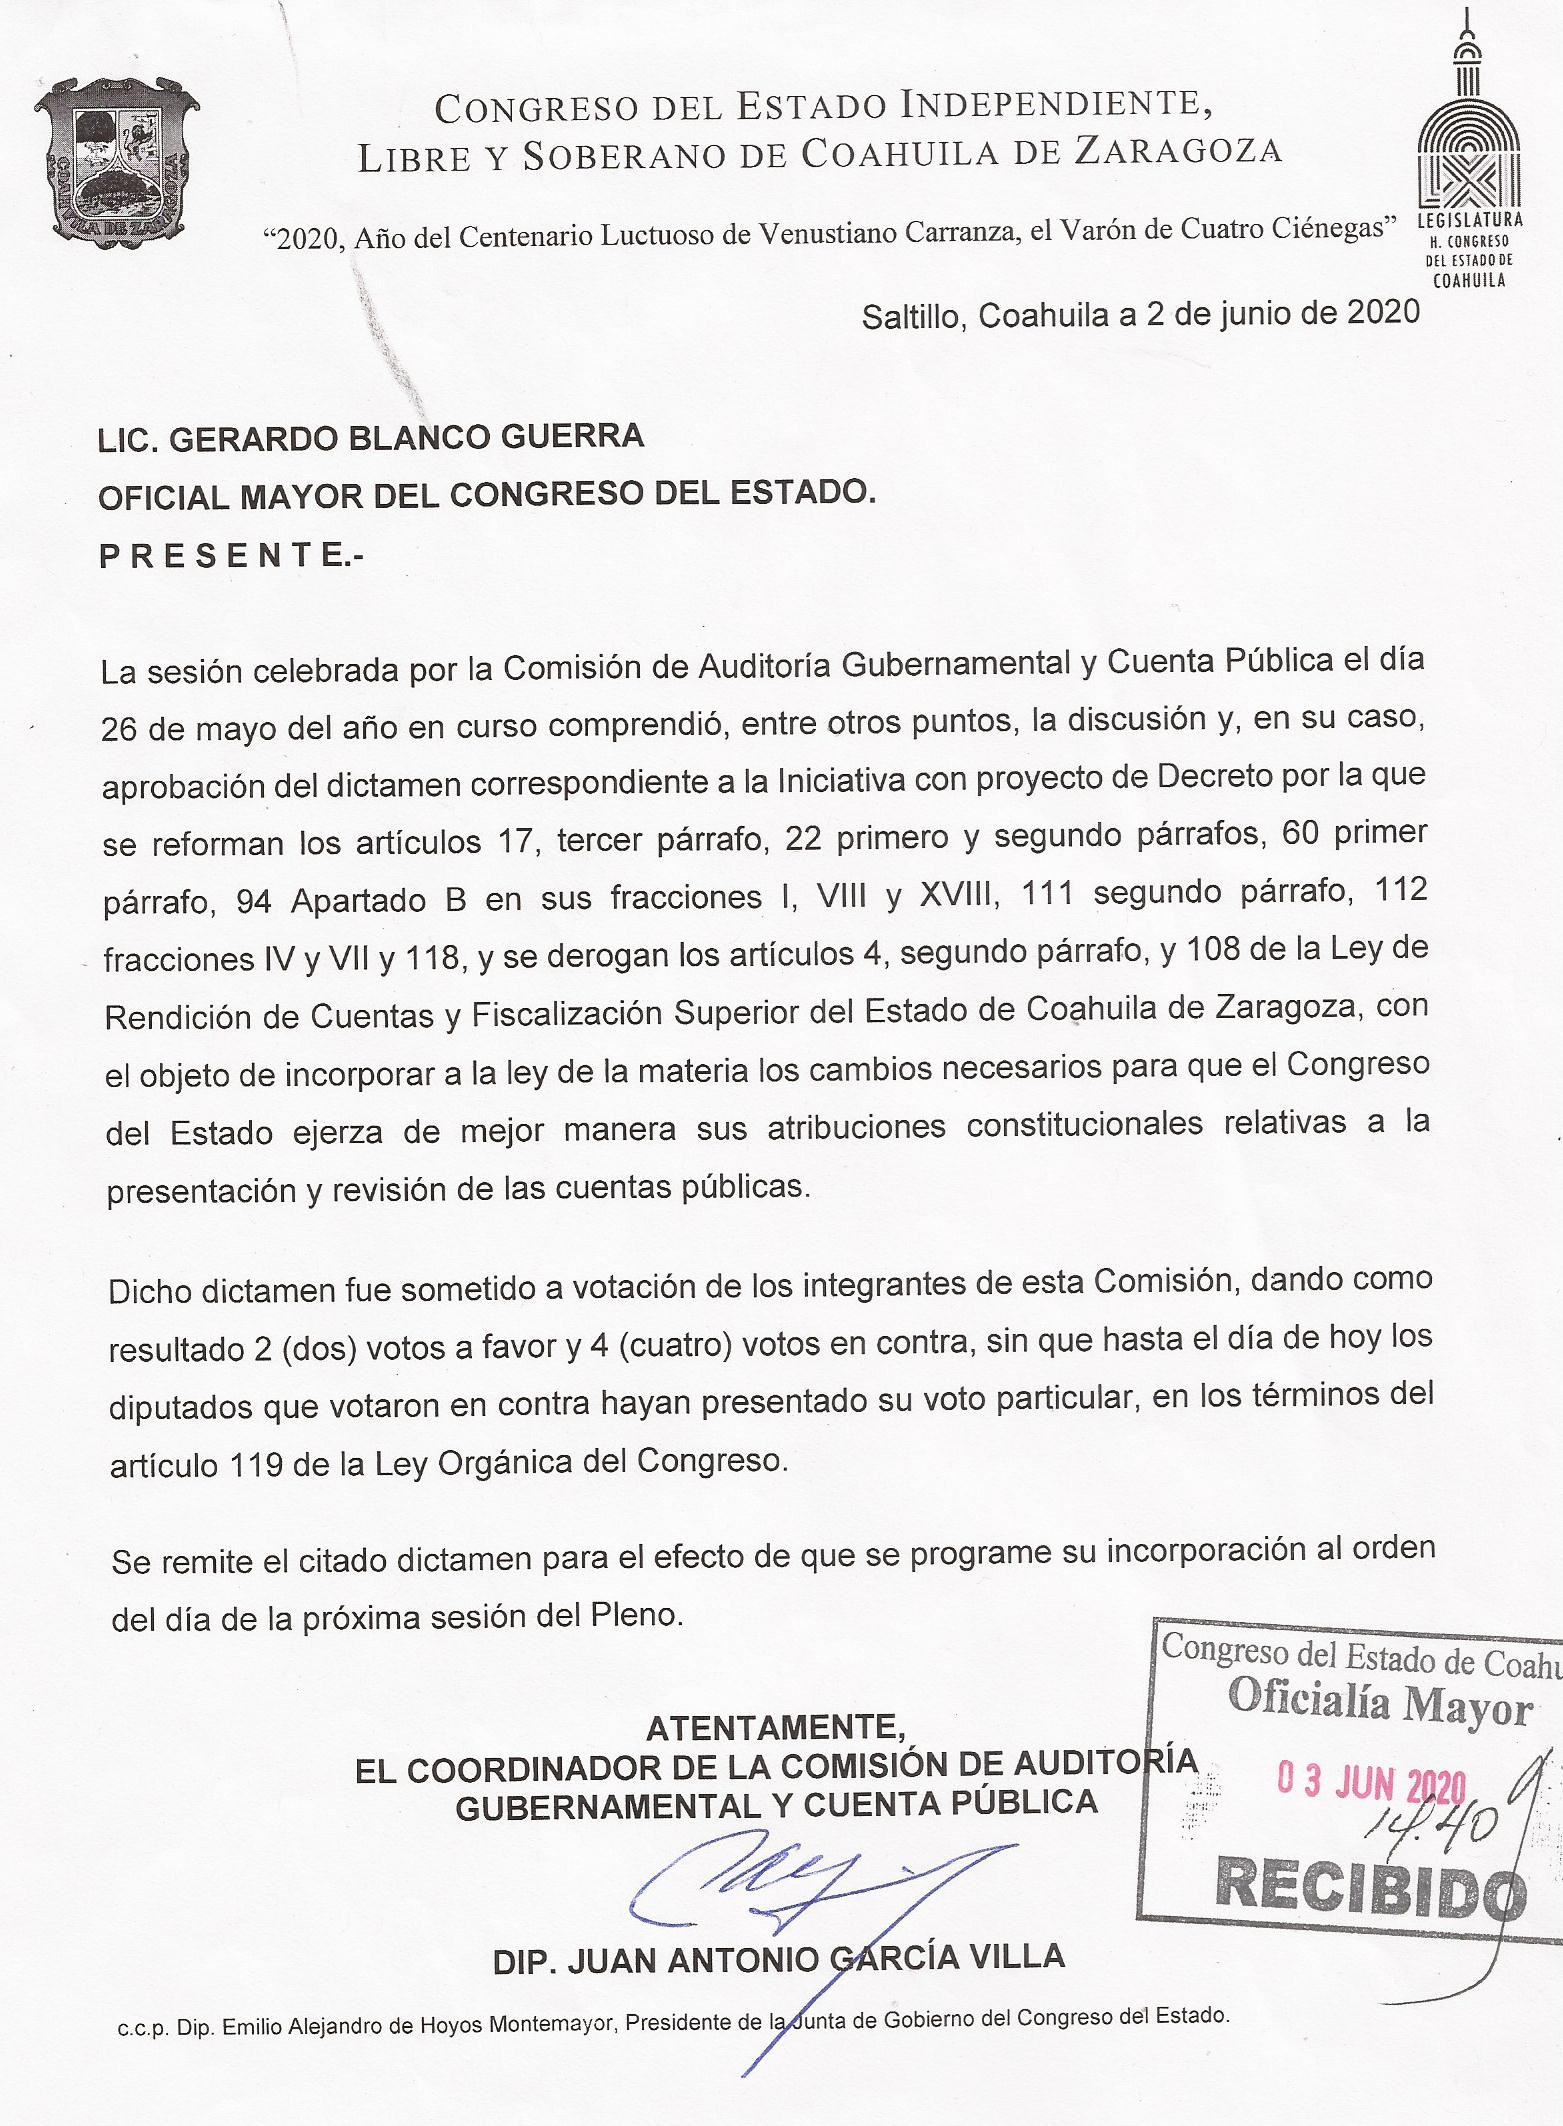 CONGRESO DEL ESTADO INDEPENDIENTE,
LIBRE Y SOBERANO DE COAHUILA DE ZARAGOZA
“2020, Año del Centenario Luctuoso de Venustiano Carranza, el Varón de Cuatro Ciénegas”
COAHUILA DE ZARAGOZA
LXI
LEGISLATURA
H. CONGRESO
DEL ESTADO DE
COAHUILA
Saltillo, Coahuila a 2 de junio de 2020
LIC. GERARDO BLANCO GUERRA
OFICIAL MAYOR DEL CONGRESO DEL ESTADO.
P R E S E N T E.-
La sesión celebrada por la Comisión de Auditoría Gubernamental y Cuenta Pública el día
26 de mayo del año en curso comprendió, entre otros puntos, la discusión y, en su caso,
aprobación del dictamen correspondiente a la Iniciativa con proyecto de Decreto por la que
se reforman los artículos 17, tercer párrafo, 22 primero y segundo párrafos, 60 primer
párrafo, 94 Apartado B en sus fracciones I, VIII y XVIII, 111 segundo párrafo, 112
fracciones IV y VII y 118, y se derogan los artículos 4, segundo párrafo, y 108 de la Ley de
Rendición de Cuentas y Fiscalización Superior del Estado de Coahuila de Zaragoza, con
el objeto de incorporar a la ley de la materia los cambios necesarios para que el Congreso
del Estado ejerza de mejor manera sus atribuciones constitucionales relativas a la
presentación y revisión de las cuentas públicas.
Dicho dictamen fue sometido a votación de los integrantes de esta Comisión, dando como
resultado 2 (dos) votos a favor y 4 (cuatro) votos en contra, sin que hasta el día de hoy los
diputados que votaron en contra hayan presentado su voto particular, en los términos del
artículo 119 de la Ley Orgánica del Congreso.
Se remite el citado dictamen para el efecto de que se programe su incorporación al orden
del día de la próxima sesión del Pleno.
ATENTAMENTE,
EL COORDINADOR DE LA COMISIÓN DE AUDITORÍA
GUBERNAMENTAL Y CUENTA PÚBLICA
Congreso del Estado de Coahu
Oficialía Mayor
03 JUN 2020
14.40
RECIBIDO
DIP. JUAN ANTONIO GARCÍA VILLA
c.c.p. Dip. Emilio Alejandro de Hoyos Montemayor, Presidente de la Junta de Gobierno del Congreso del Estado.